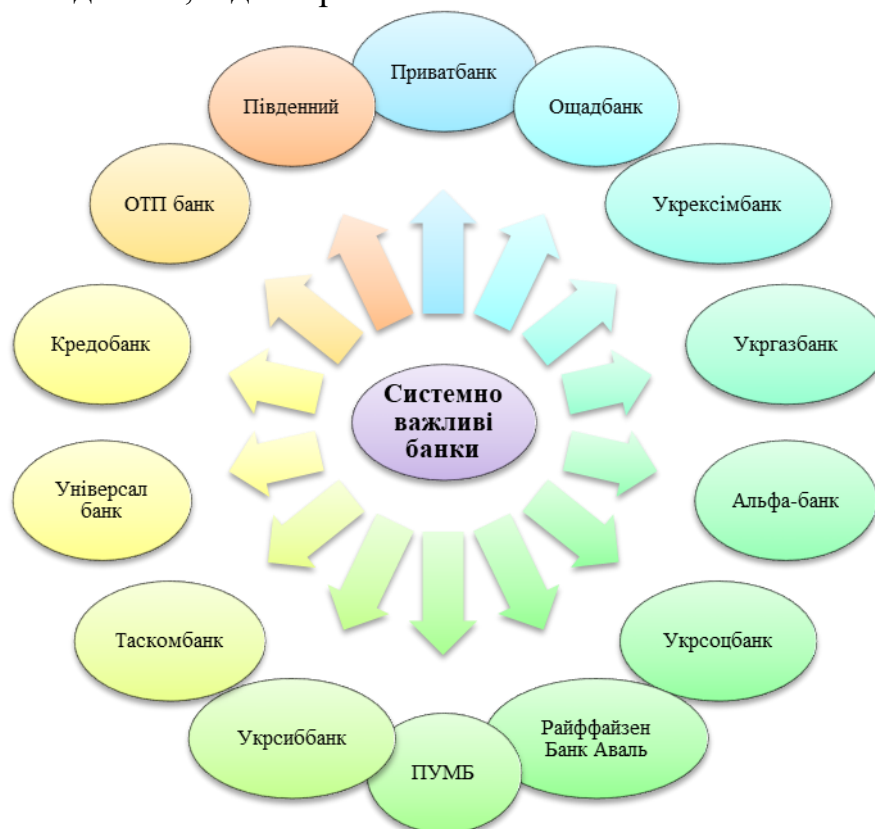 Приватбанк
Ощадбанк
Укрексімбанк
Укргазбанк
Альфа-банк
Укрсоцбанк
Райффайзен
Банк Аваль
ПУМБ
Укрсиббанк
Таскомбанк
Універсал
банк
Кредобанк
ОТП банк
Південний
Системно
важливі
банки